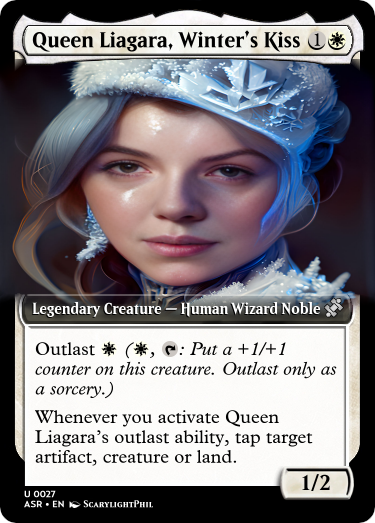 Queen Liagara, Winter's Kiss 1
Legendary Creature — Human Wizard Noble
Outlast (, : Put a +1/+1
counter on this creature. Outlast only as
a sorcery.)
Whenever you activate Queen
Liagara's outlast ability, tap target
artifact, creature or land.
1/2
U 0027
ASR • EN ScarylightPhil